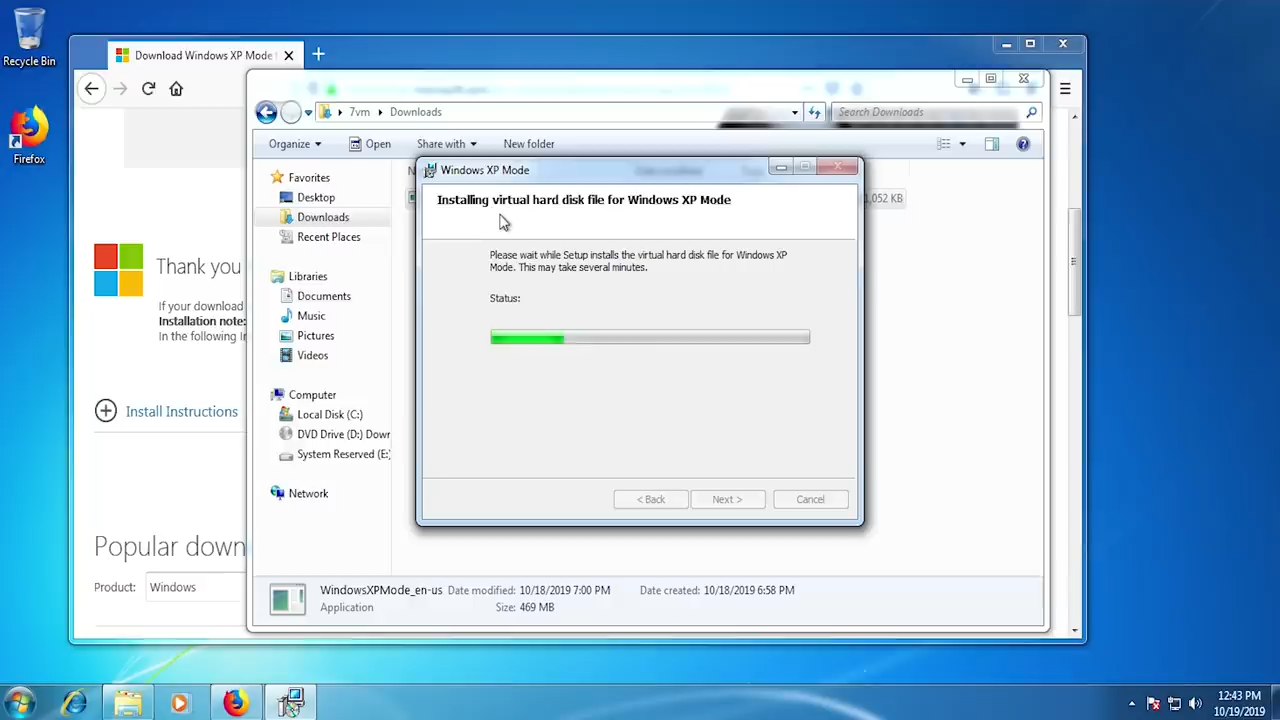 Recycle Bin
Firefox
Download Windows XP Mode
7vm
Downloads
Search Downloads
Organize
Open
Share with
New folder
Favorites
Desktop
Downloads
Recent Places
Libraries
Documents
Music
Pictures
Videos
Computer
Local Disk (C:)
DVD Drive (D:) Down
System Reserved (E:)
Network
,052 KB
Windows XP Mode
Installing virtual hard disk file for Windows XP Mode
Please wait while Setup installs the virtual hard disk file for Windows XP
Mode. This may take several minutes.
Status:
< Back
Next >
Cancel
Thank you
If your download
Installation note:
In the following I
Install Instructions
Popular down
Product:
Windows
WindowsXPMode_en-us
Date modified: 10/18/2019 7:00 PM
Date created: 10/18/2019 6:58 PM
Application
Size: 469 MB
12:43 PM
10/19/2019